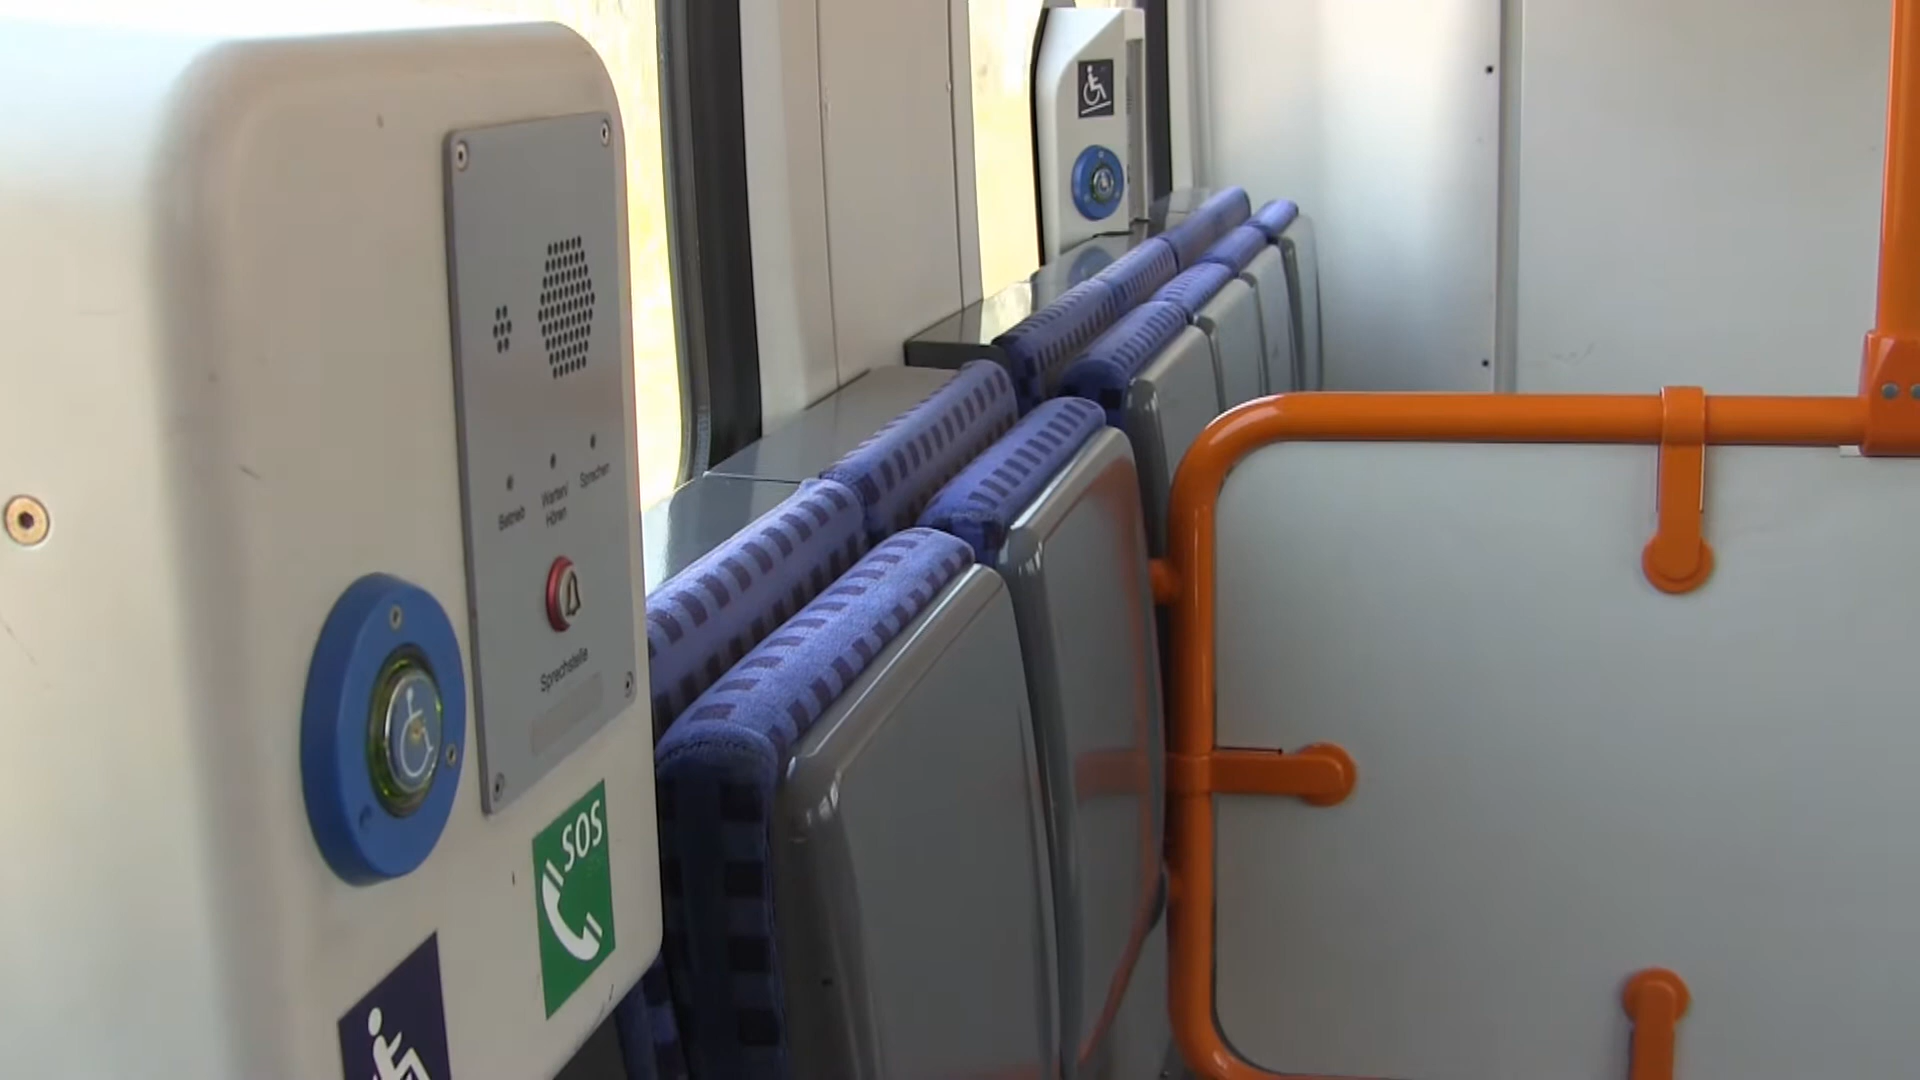 Betrieb
Warten/
Hören
Sprechen
Sprechstelle
SOS